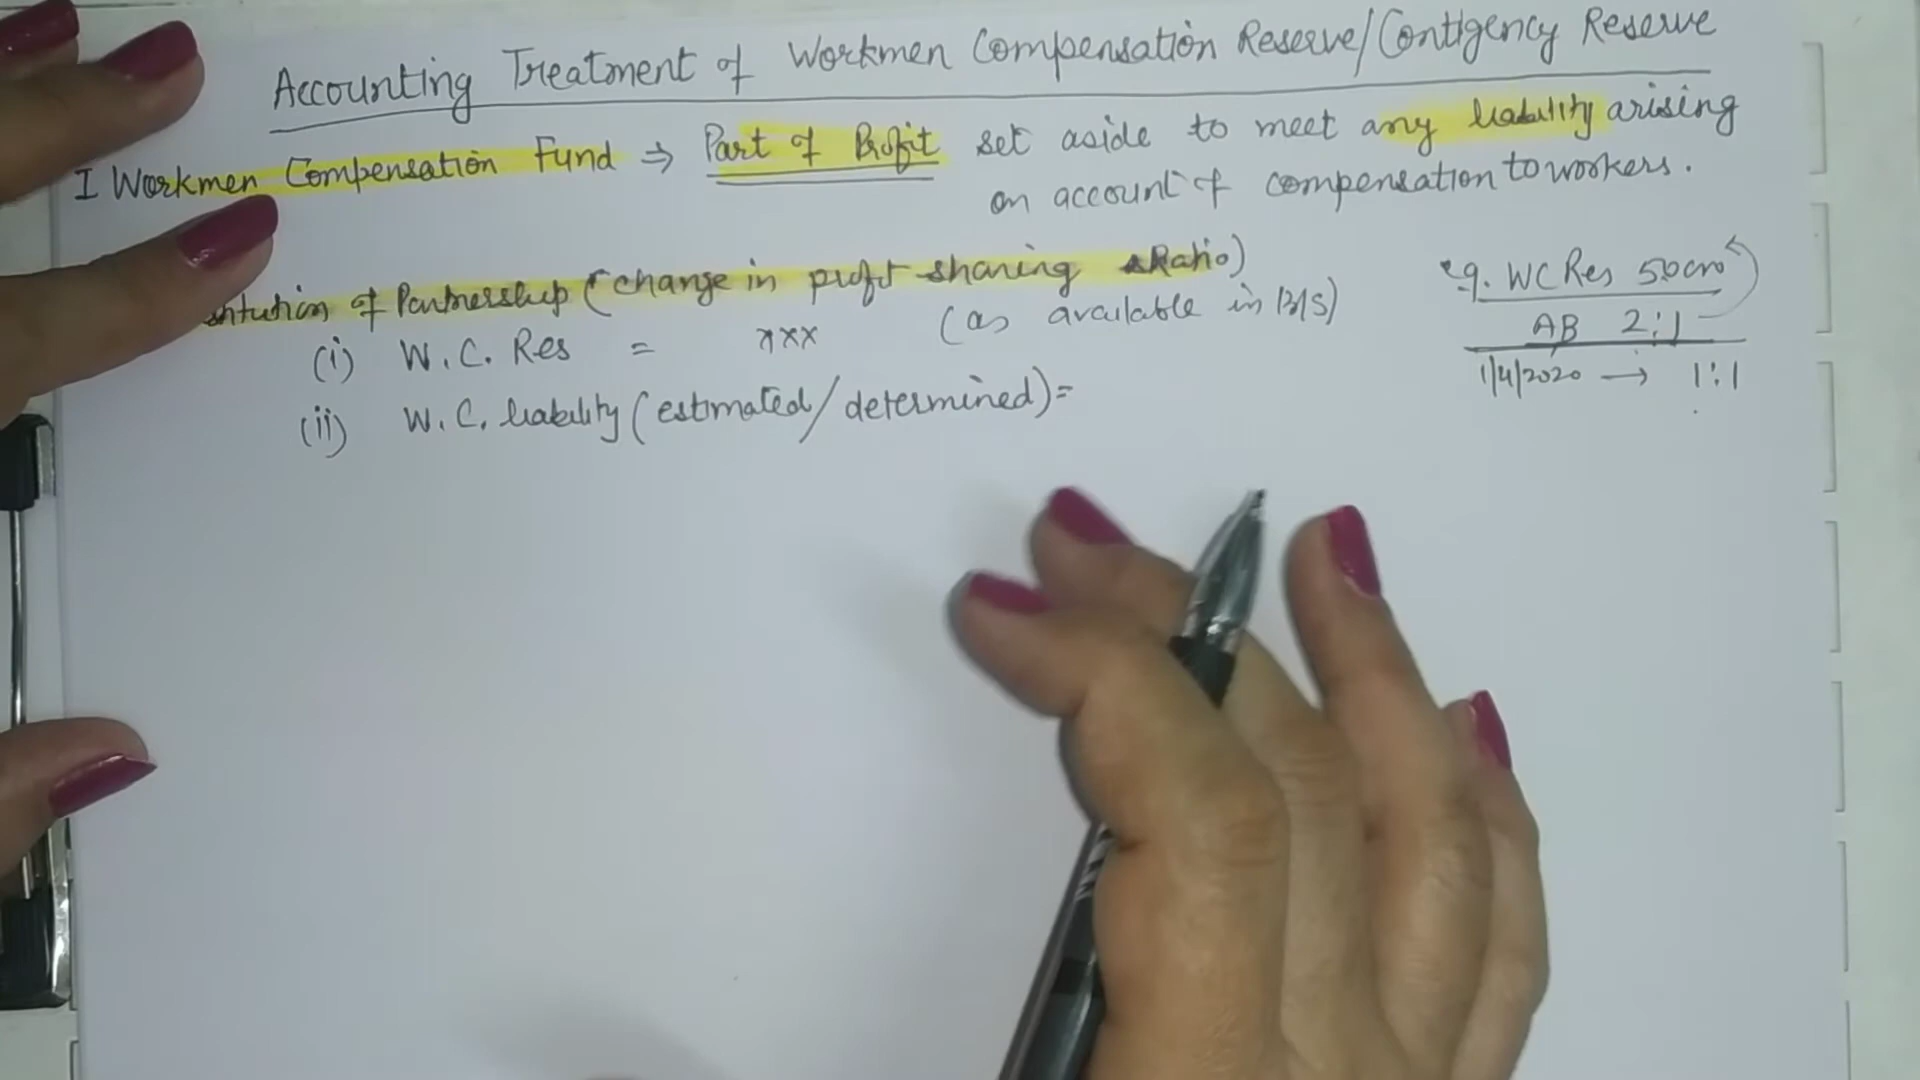 Accounting Treatment of Workmen Compensation Reserve/Contigency Reserve
I Workmen Compensation Fund ⇒ Part of Profit set aside to meet any liability arising
on account of compensation to workers.
of Partnership (change in profit sharing Ratio)
(i) W.C. Res = xxx (as available in B/S)
(ii) W.C. liability (estimated/determined) =
eg. WC Res
AB 2:1
1/4/2020 → 1:1